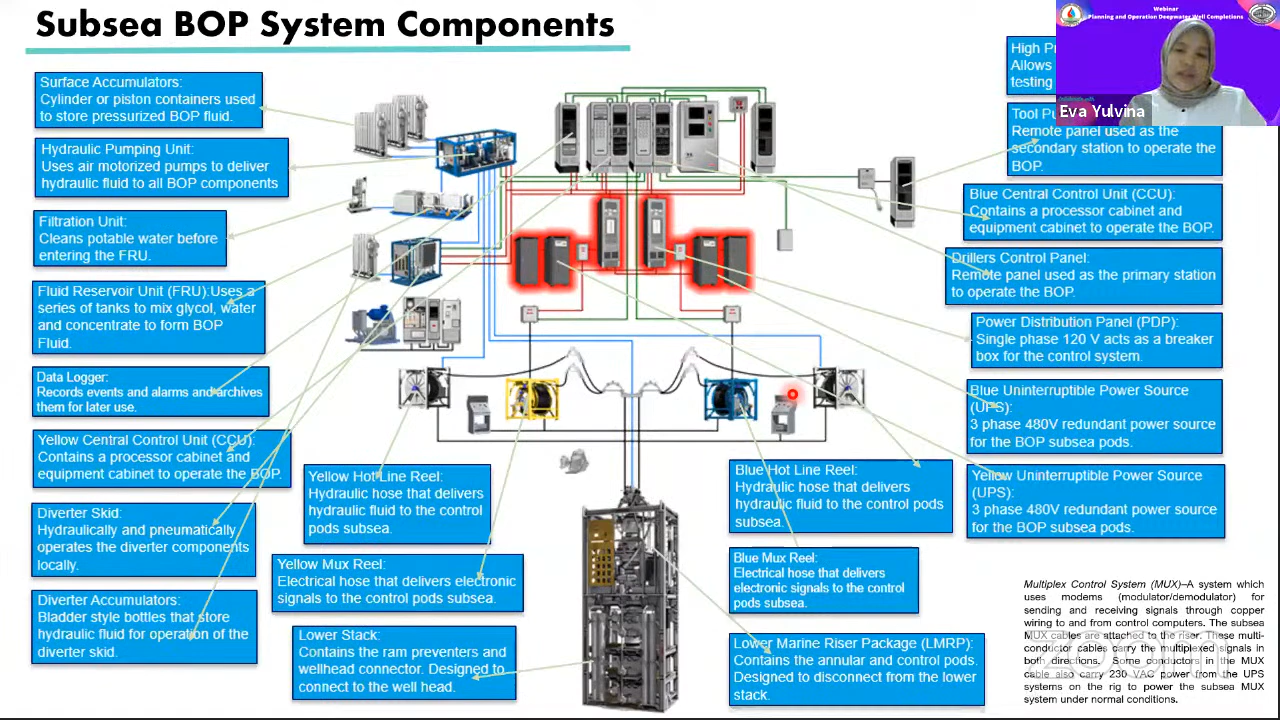 Subsea BOP System Components
Webinar
Planning and Operation Deepwater Well Completions
Eva Yulvina
Surface Accumulators:
Cylinder or piston containers used
to store pressurized BOP fluid.
Hydraulic Pumping Unit:
Uses air motorized pumps to deliver
hydraulic fluid to all BOP components
Filtration Unit:
Cleans potable water before
entering the FRU.
Fluid Reservoir Unit (FRU):Uses a
series of tanks to mix glycol, water
and concentrate to form BOP
Fluid.
Data Logger:
Records events and alarms and archives
them for later use.
Yellow Central Control Unit (CCU):
Contains a processor cabinet and
equipment cabinet to operate the BOP.
Diverter Skid:
Hydraulically and pneumatically
operates the diverter components
locally.
Diverter Accumulators:
Bladder style bottles that store
hydraulic fluid for operation of the
diverter skid.
Yellow Hot Line Reel:
Hydraulic hose that delivers
hydraulic fluid to the control
pods subsea.
Yellow Mux Reel:
Electrical hose that delivers electronic
signals to the control pods subsea.
Lower Stack:
Contains the ram preventers and
wellhead connector. Designed to
connect to the well head.
Blue Hot Line Reel:
Hydraulic hose that delivers
hydraulic fluid to the control pod
subsea.
Blue Mux Reel:
Electrical hose that delivers
electronic signals to the control
pods subsea.
Lower Marine Riser Package (LMRP):
Contains the annular and control pods.
Designed to disconnect from the lower
stack.
High
Allows
testing
Tool
Remote panel used as the
secondary station to operate the
BOP.
Blue Central Control Unit (CCU):
Contains a processor cabinet and
equipment cabinet to operate the BOP.
Drillers Control Panel:
Remote panel used as the primary station
to operate the BOP.
Power Distribution Panel (PDP):
Single phase 120 V acts as a breaker
box for the control system.
Blue Uninterruptible Power Source
(UPS):
3 phase 480V redundant power source
for the BOP subsea pods.
Yellow Uninterruptible Power Source
(UPS):
3 phase 480V redundant power source
for the BOP subsea pods.
Multiplex Control System (MUX)–A system which
uses modems (modulator/demodulator) for
sending and receiving signals through copper
wiring to and from control computers. The subsea
MUX cables are attached to the riser. These multi-
conductor cables carry the multiplexed signals in
both directions. Some conductors in the MUX
cable also carry 230 VAC power from the UPS
systems on the rig to power the subsea MUX
system under normal conditions.
zoom